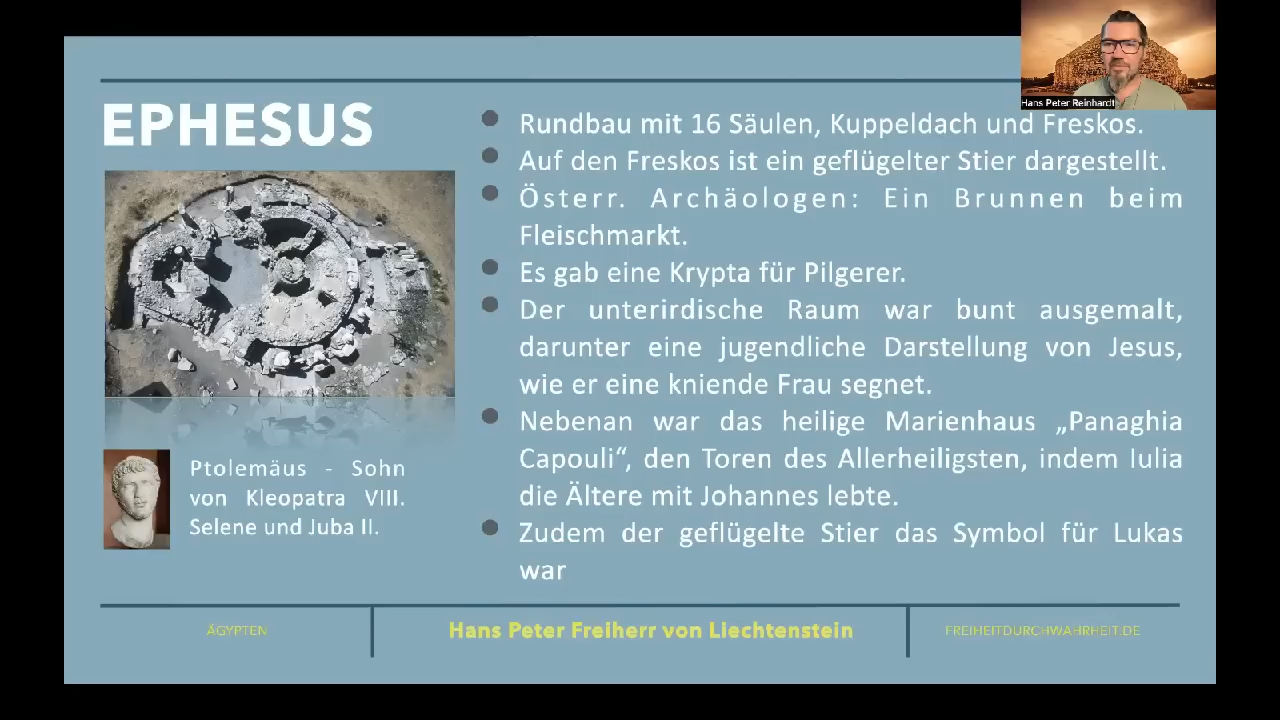 Hans Peter Reinhardt
EPHESUS
Rundbau mit 16 Säulen, Kuppeldach und Freskos.
Auf den Freskos ist ein geflügelter Stier dargestellt.
Österr. Archäologen: Ein Brunnen beim
Fleischmarkt.
Es gab eine Krypta für Pilgerer.
Der unterirdische Raum war bunt ausgemalt,
darunter eine jugendliche Darstellung von Jesus,
wie er eine kniende Frau segnet.
Nebenan war das heilige Marienhaus „Panaghia
Capouli“, den Toren des Allerheiligsten, indem Iulia
die Ältere mit Johannes lebte.
Zudem der geflügelte Stier das Symbol für Lukas
war
Ptolemäus - Sohn
von Kleopatra VIII.
Selene und Juba II.
ÄGYPTEN
Hans Peter Freiherr von Liechtenstein
FREIHEITDURCHWAHRHEIT.DE